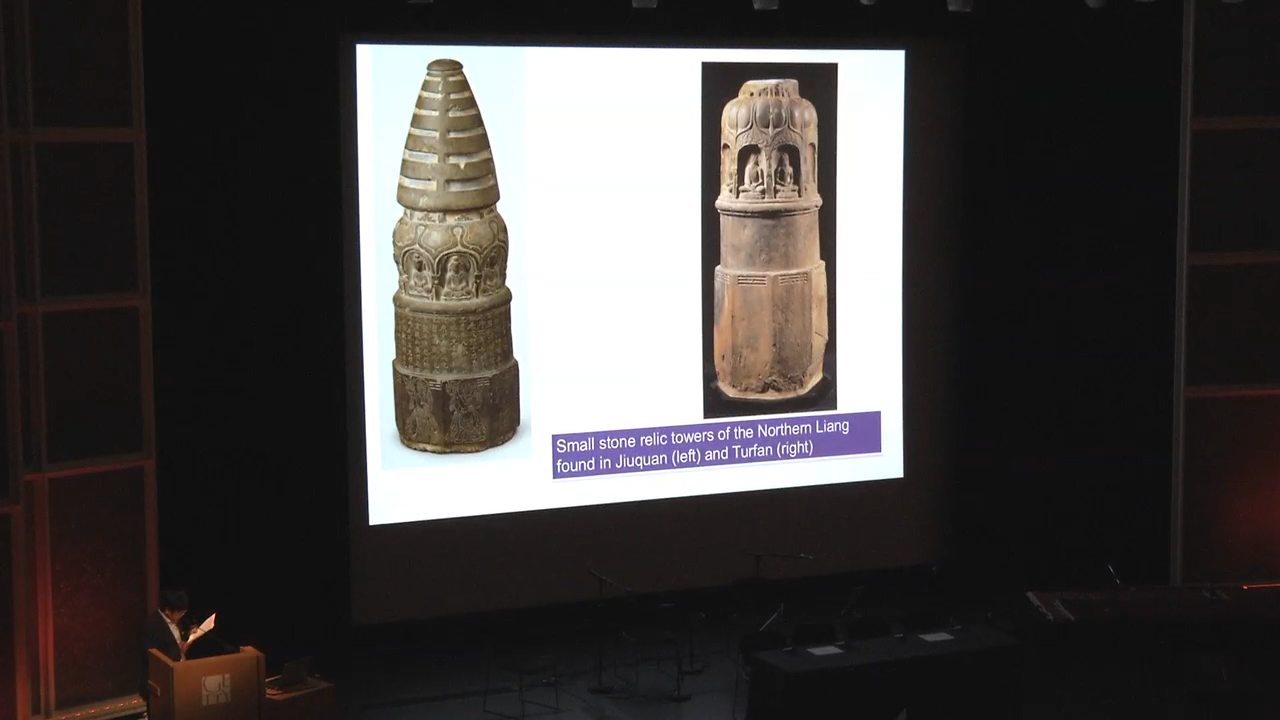 Small stone relic towers of the Northern Liang
found in Jiuquan (left) and Turfan (right)